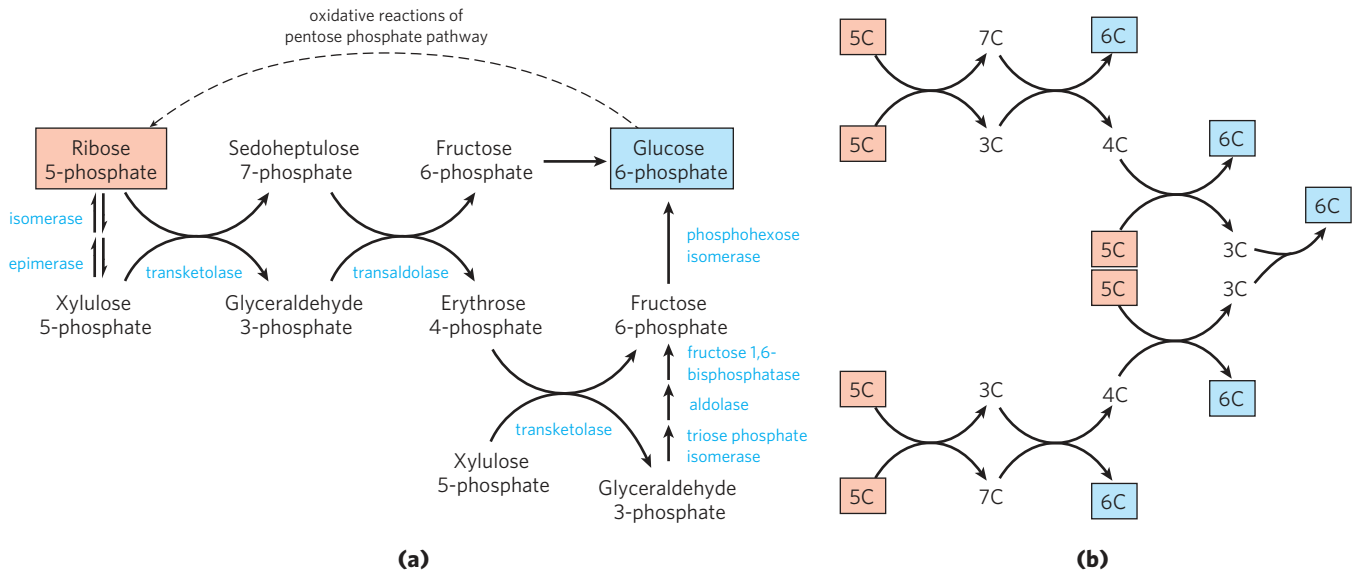 oxidative reactions of
pentose phosphate pathway
Ribose
5-phosphate
Sedoheptulose
7-phosphate
Fructose
6-phosphate
Glucose
6-phosphate
isomerase
epimerase
transketolase
transaldolase
phosphohexose
isomerase
Xylulose
5-phosphate
Glyceraldehyde
3-phosphate
Erythrose
4-phosphate
Fructose
6-phosphate
fructose 1,6-
bisphosphatase
aldolase
triose phosphate
isomerase
transketolase
Xylulose
5-phosphate
Glyceraldehyde
3-phosphate
(a)
5C
7C
6C
5C
3C
4C
6C
6C
5C
3C
5C
3C
5C
3C
4C
6C
5C
7C
6C
(b)